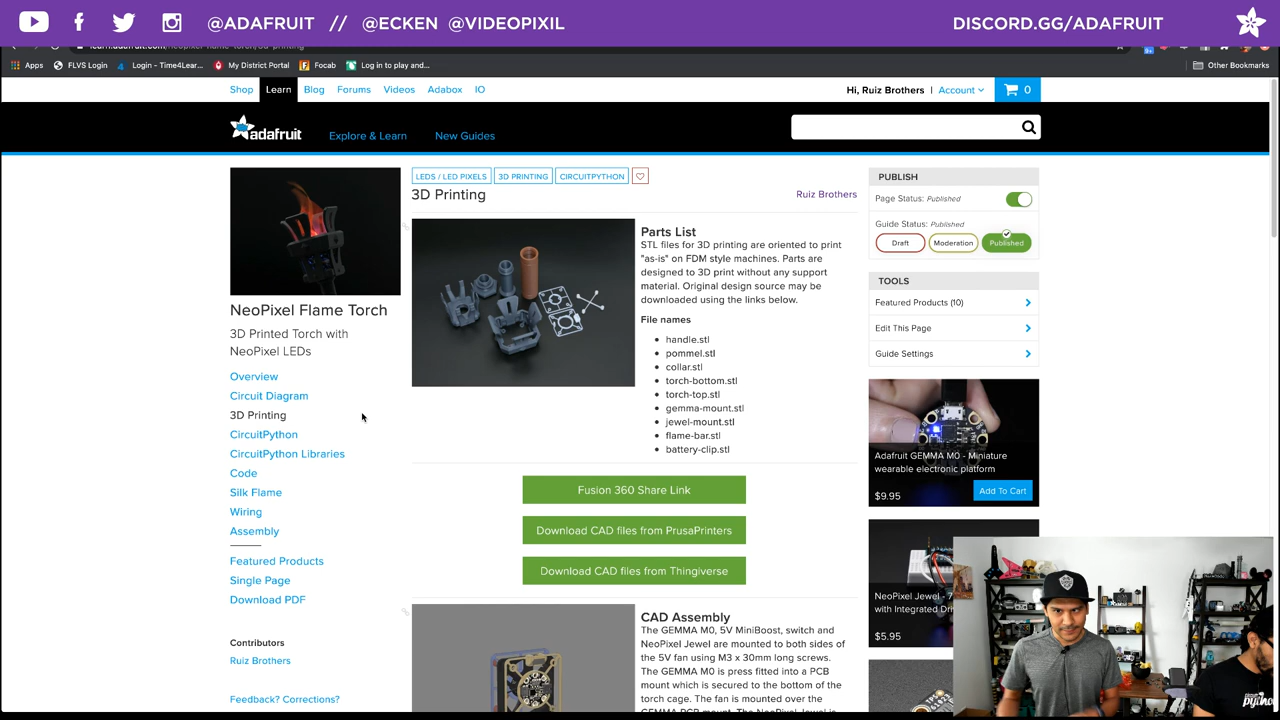 @ADAFRUIT // @ECKEN @VIDEOPIXIL
DISCORD.GG/ADAFRUIT
Apps
FLVS Login
Login - Time4Lear...
My District Portal
Focab
Log in to play and...
Other Bookmarks
Shop
Learn
Blog
Forums
Videos
Adabox
IO
Hi, Ruiz Brothers | Account
0
adafruit
Explore & Learn
New Guides
NeoPixel Flame Torch
3D Printed Torch with
NeoPixel LEDs
Overview
Circuit Diagram
3D Printing
CircuitPython
CircuitPython Libraries
Code
Silk Flame
Wiring
Assembly
Featured Products
Single Page
Download PDF
Contributors
Ruiz Brothers
Feedback? Corrections?
LEDS / LED PIXELS
3D PRINTING
CIRCUITPYTHON
3D Printing
Ruiz Brothers
Parts List
STL files for 3D printing are oriented to print
"as-is" on FDM style machines. Parts are
designed to 3D print without any support
material. Original design source may be
downloaded using the links below.
File names
handle.stl
pommel.stl
collar.stl
torch-bottom.stl
torch-top.stl
gemma-mount.stl
jewel-mount.stl
flame-bar.stl
battery-clip.stl
Fusion 360 Share Link
Download CAD files from PrusaPrinters
Download CAD files from Thingiverse
CAD Assembly
The GEMMA M0, 5V MiniBoost, switch and
NeoPixel Jewel are mounted to both sides of
the 5V fan using M3 x 30mm long screws.
The GEMMA M0 is press fitted into a PCB
mount which is secured to the bottom of the
torch cage. The fan is mounted over the
GEMMA PCB mount. The NeoPixel Jewel is
PUBLISH
Page Status: Published
Guide Status: Published
Draft
Moderation
Published
TOOLS
Featured Products (10)
Edit This Page
Guide Settings
Adafruit GEMMA M0 - Miniature
wearable electronic platform
$9.95
Add To Cart
NeoPixel Jewel - 7
with Integrated Dri
$5.95